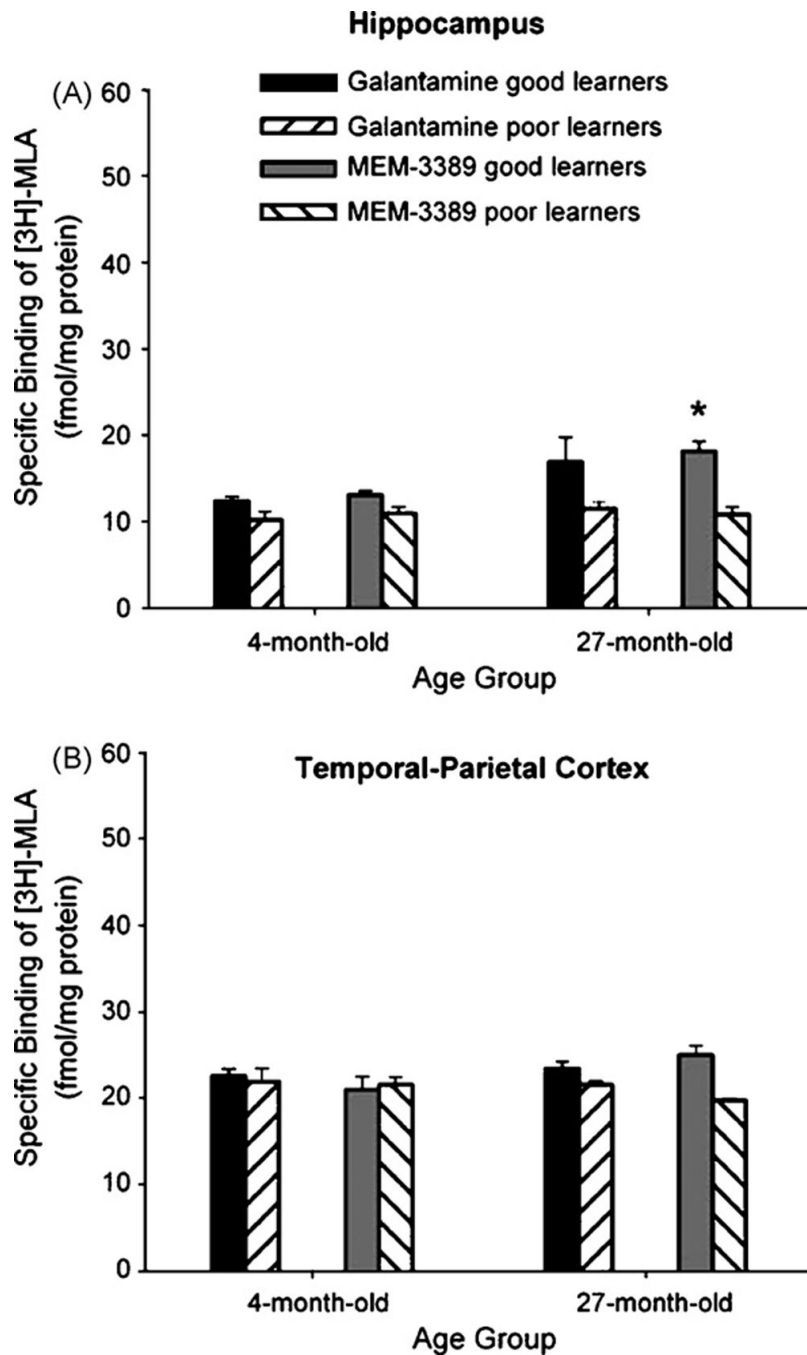 Hippocampus
(A)
Galantamine good learners
Galantamine poor learners
MEM-3389 good learners
MEM-3389 poor learners
Specific Binding of [3H]-MLA
(fmol/mg protein)
60
50
40
30
20
10
0
*
4-month-old 27-month-old
Age Group
(B)
Temporal-Parietal Cortex
Specific Binding of [3H]-MLA
(fmol/mg protein)
60
50
40
30
20
10
0
4-month-old 27-month-old
Age Group